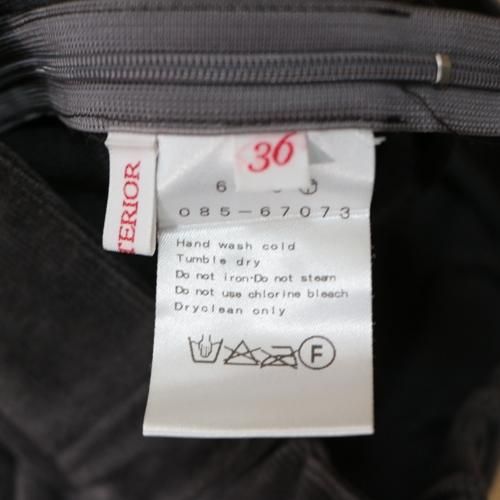 36
TERIOR
6
085-67073
Hand wash cold
Tumble dry
Do not iron·Do not steam
Do not use chlorine bleach
Dryclean only
F